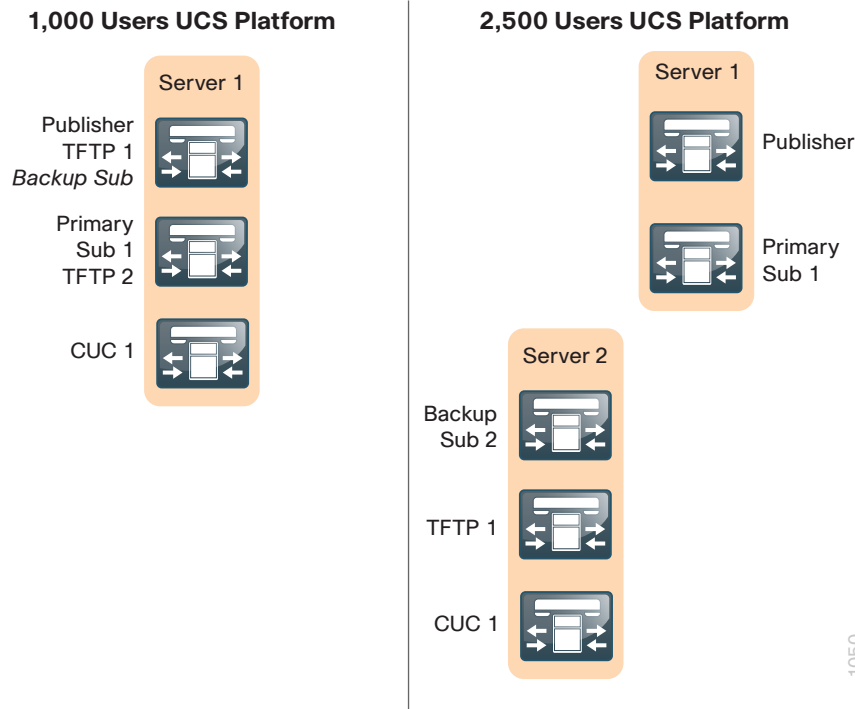 1,000 Users UCS Platform
Server 1
Publisher
TFTP 1
Backup Sub
Primary
Sub 1
TFTP 2
CUC 1
2,500 Users UCS Platform
Server 1
Publisher
Primary
Sub 1
Server 2
Backup
Sub 2
TFTP 1
CUC 1